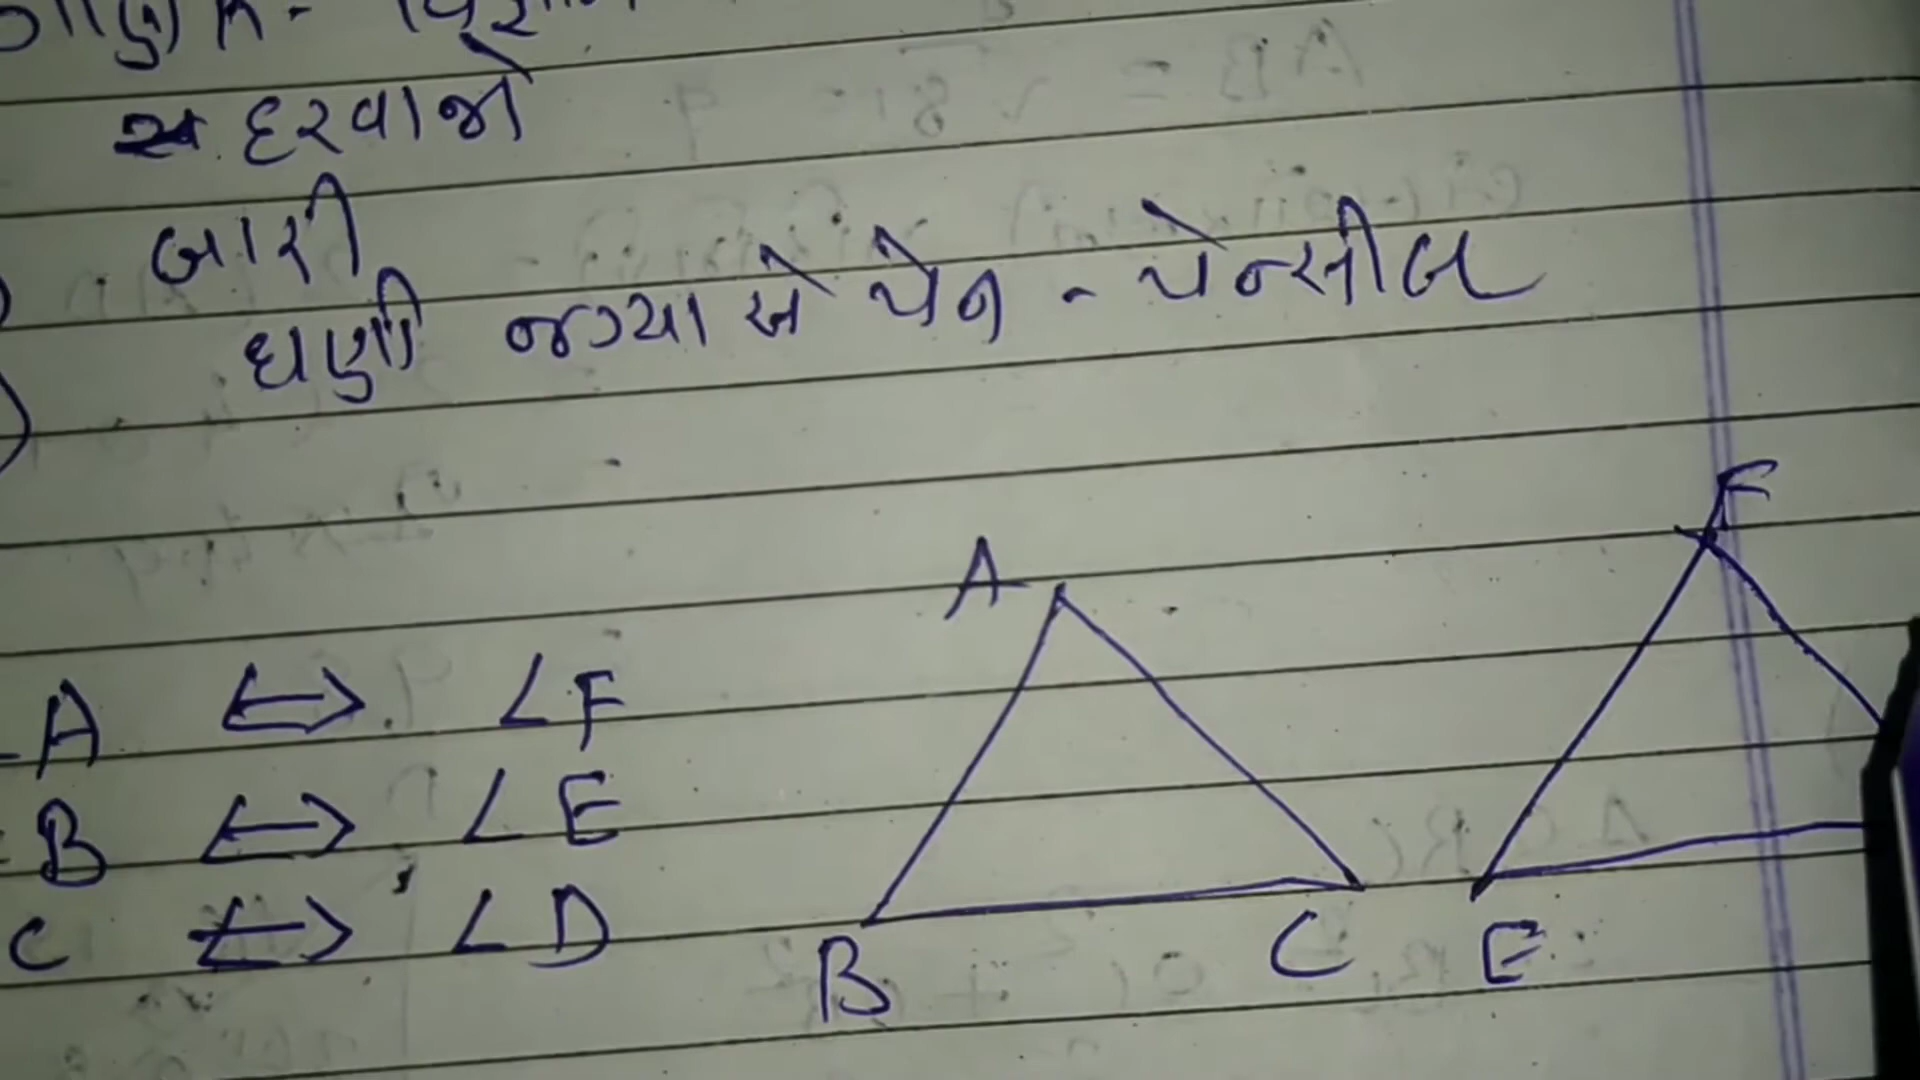 દરવાજો
બારી
ઘણી જગ્યાએ પેન - પેન્સીલ
A ⟺ ∠F
B ⟺ ∠E
C ⟺ ∠D
A
F
B
C
E